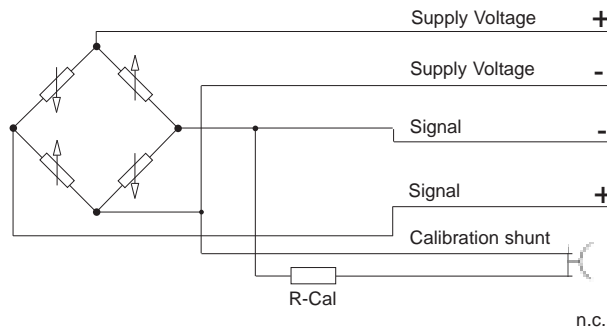 Supply Voltage +
Supply Voltage -
Signal -
Signal +
Calibration shunt
R-Cal
n.c.